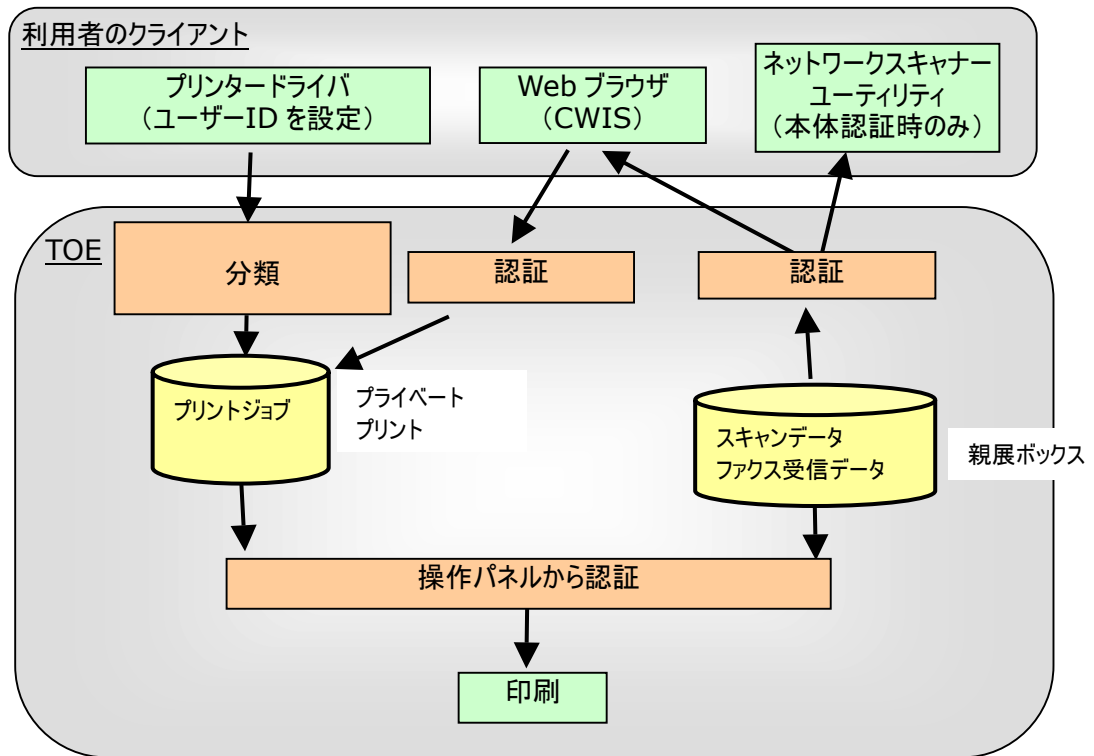 利用者のクライアント
プリンタードライバ
（ユーザーID を設定）
Web ブラウザ
（CWIS）
ネットワークスキャナー
ユーティリティ
（本体認証時のみ）
TOE
分類
認証
認証
プリントジョブ
プライベート
プリント
スキャンデータ
ファクス受信データ
親展ボックス
操作パネルから認証
印刷